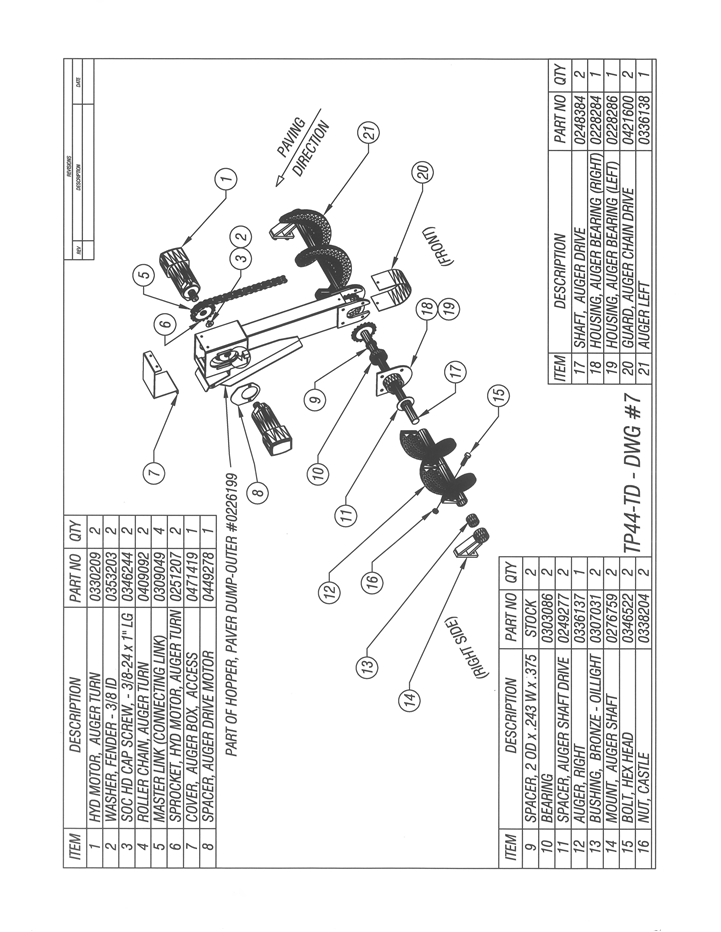 REVISIONS
REV DESCRIPTION DATE
ITEM DESCRIPTION PART NO QTY
1 HYD MOTOR, AUGER TURN 0330209 2
2 WASHER, FENDER - 3/8 ID 0353203 2
3 SOC HD CAP SCREW, - 3/8-24 x 1" LG 0346244 2
4 ROLLER CHAIN, AUGER TURN 0409092 2
5 MASTER LINK (CONNECTING LINK) 0309049 4
6 SPROCKET, HYD MOTOR, AUGER TURN 0251207 2
7 COVER, AUGER BOX, ACCESS 0471419 1
8 SPACER, AUGER DRIVE MOTOR 0449278 1
PART OF HOPPER, PAVER DUMP-OUTER #0226199
7
6
5
1
3
2
8
PAVING
DIRECTION
21
20
(FRONT)
9
10
11
18
19
17
15
12
16
13
14
(RIGHT SIDE)
ITEM DESCRIPTION PART NO QTY
9 SPACER, 2 OD x .243 W x .375 STOCK 2
10 BEARING 0303086 2
11 SPACER, AUGER SHAFT DRIVE 0249277 2
12 AUGER, RIGHT 0336137 1
13 BUSHING, BRONZE - OILLIGHT 0307031 2
14 MOUNT, AUGER SHAFT 0276759 2
15 BOLT, HEX HEAD 0346522 2
16 NUT, CASTLE 0338204 2
ITEM DESCRIPTION PART NO QTY
17 SHAFT, AUGER DRIVE 0248384 2
18 HOUSING, AUGER BEARING (RIGHT) 0228284 1
19 HOUSING, AUGER BEARING (LEFT) 0228286 1
20 GUARD, AUGER CHAIN DRIVE 0421600 2
21 AUGER LEFT 0336138 1
TP44-TD - DWG #7